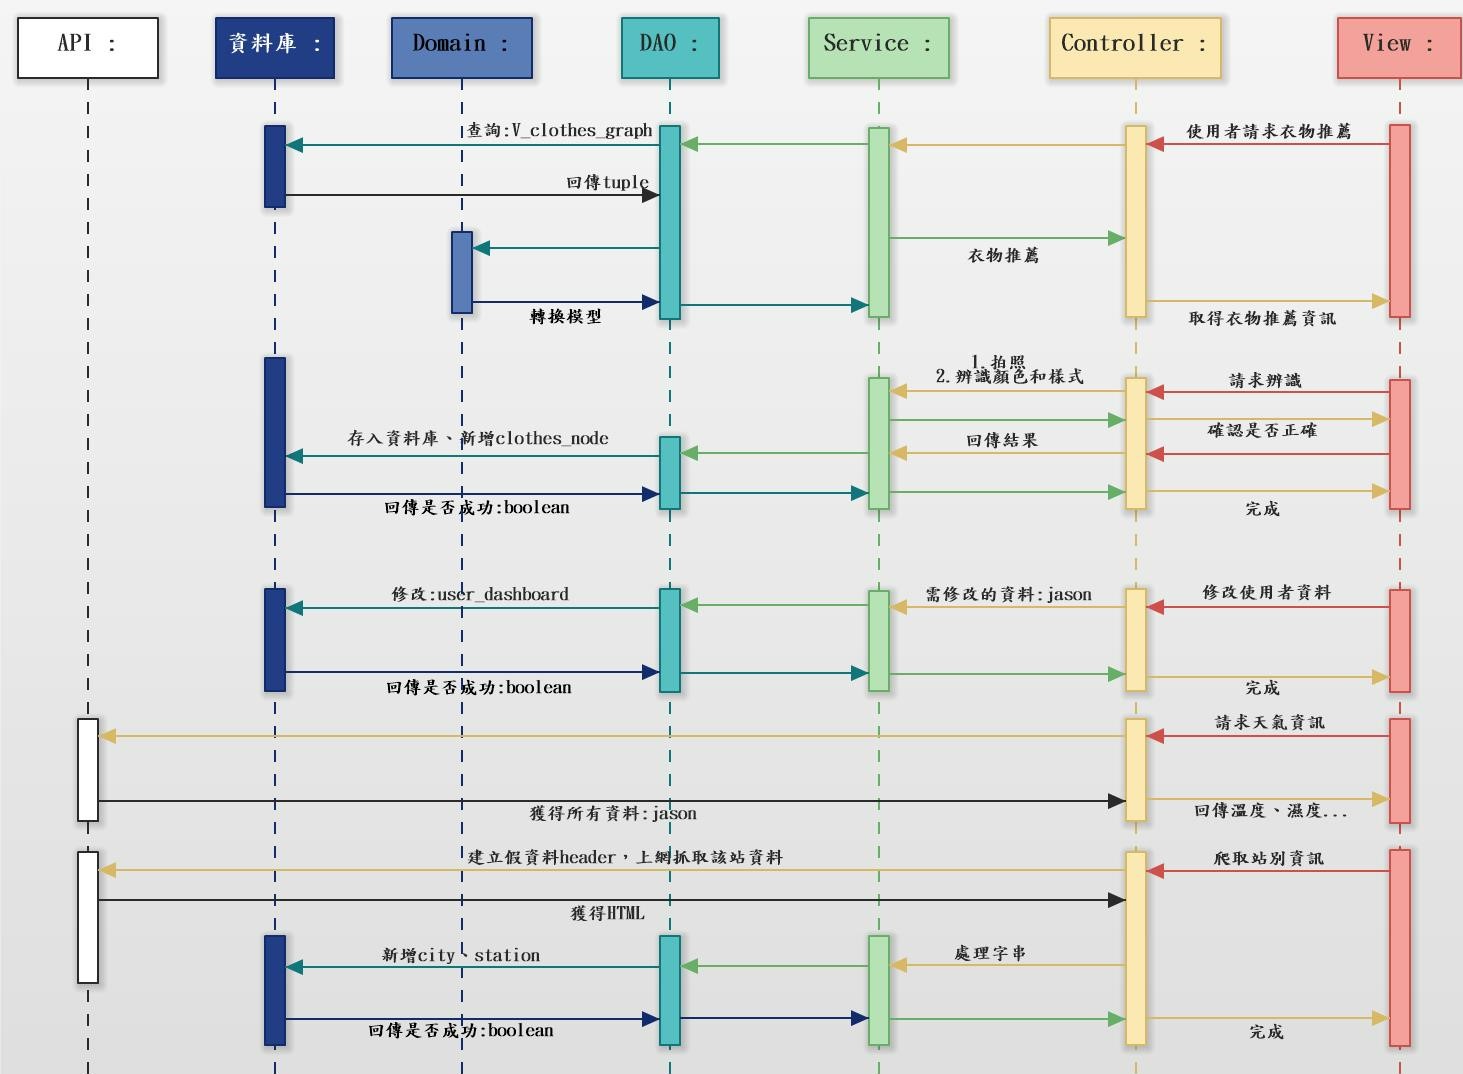 API :
資料庫 :
Domain :
DAO :
Service :
Controller :
View :
查詢:V_clothes_graph
使用者請求衣物推薦
回傳tuple
衣物推薦
轉換模型
取得衣物推薦資訊
1.拍照
2.辨識顏色和樣式
請求辨識
存入資料庫、新增clothes_node
回傳結果
確認是否正確
回傳是否成功:boolean
完成
修改:user_dashboard
需修改的資料:jason
修改使用者資料
回傳是否成功:boolean
完成
請求天氣資訊
獲得所有資料:jason
回傳溫度、濕度...
建立假資料header，上網抓取該站資料
爬取站別資訊
獲得HTML
新增city、station
處理字串
回傳是否成功:boolean
完成